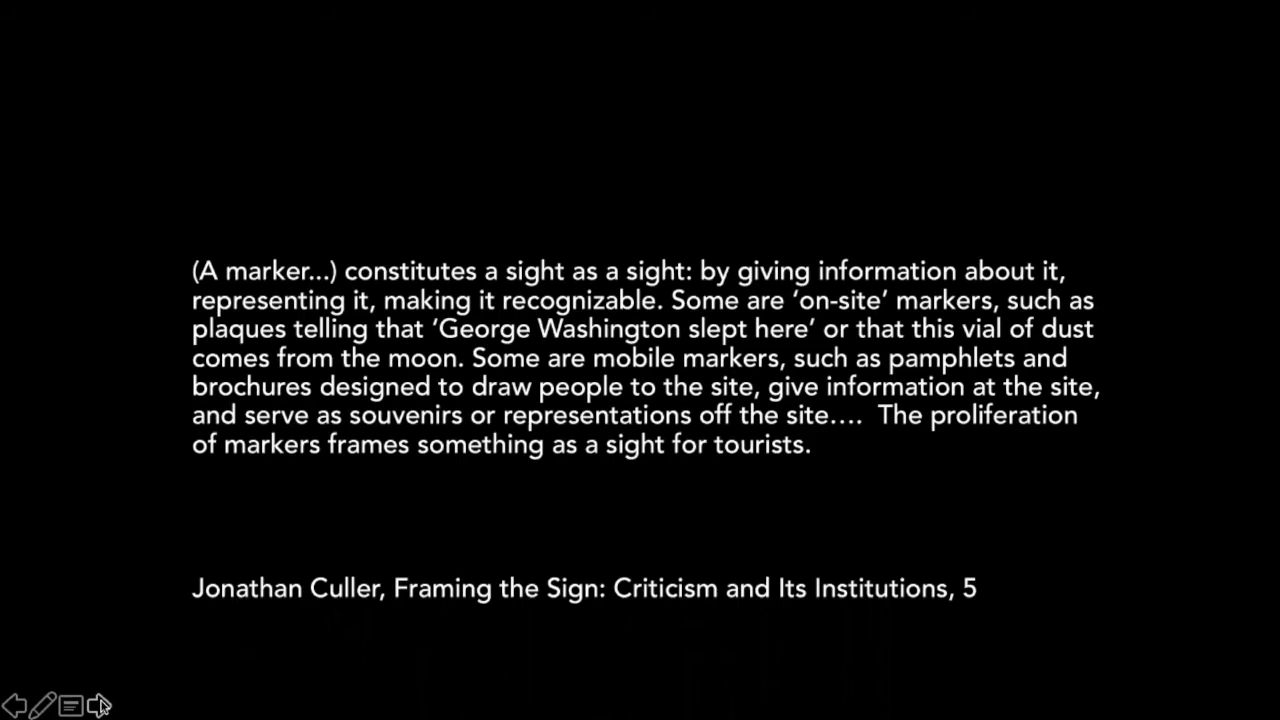 (A marker...) constitutes a sight as a sight: by giving information about it,
representing it, making it recognizable. Some are ‘on-site’ markers, such as
plaques telling that ‘George Washington slept here’ or that this vial of dust
comes from the moon. Some are mobile markers, such as pamphlets and
brochures designed to draw people to the site, give information at the site,
and serve as souvenirs or representations off the site….  The proliferation
of markers frames something as a sight for tourists.
Jonathan Culler, Framing the Sign: Criticism and Its Institutions, 5